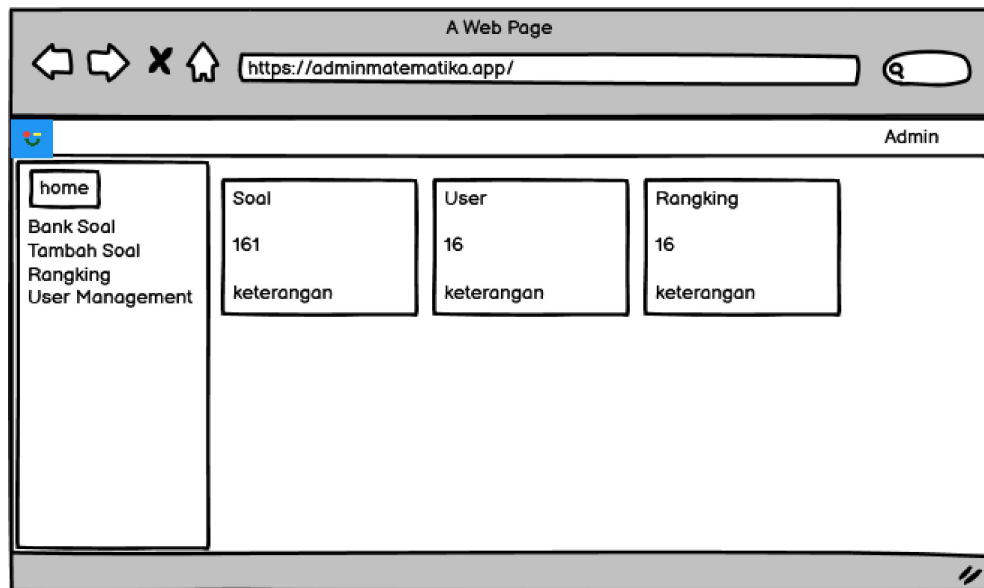 A Web Page
https://adminmatematika.app/
Admin
home
Bank Soal
Tambah Soal
Rangking
User Management
Soal
161
keterangan
User
16
keterangan
Rangking
16
keterangan